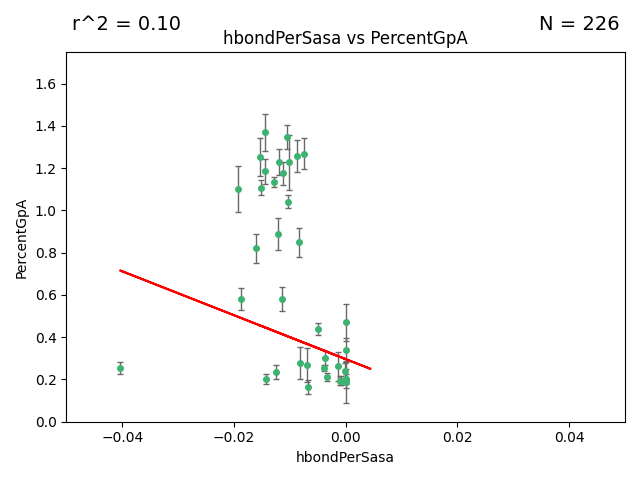 r^2 = 0.10
N = 226
hbondPerSasa vs PercentGpA
1.6
1.4
1.2
1.0
0.8
0.6
0.4
0.2
0.0
PercentGpA
−0.04
−0.02
0.00
0.02
0.04
hbondPerSasa